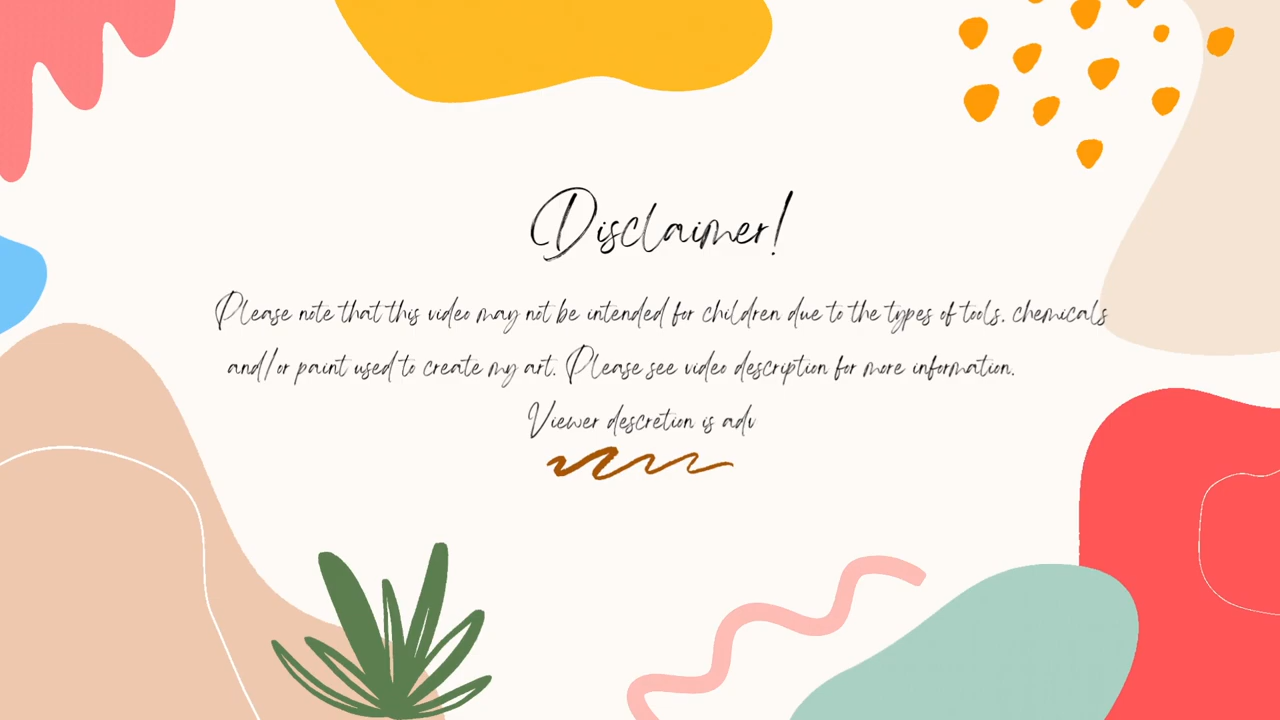 Disclaimer!
Please note that this video may not be intended for children due to the types of tools, chemicals
and/or paint used to create my art. Please see video description for more information.
Viewer descretion is adv